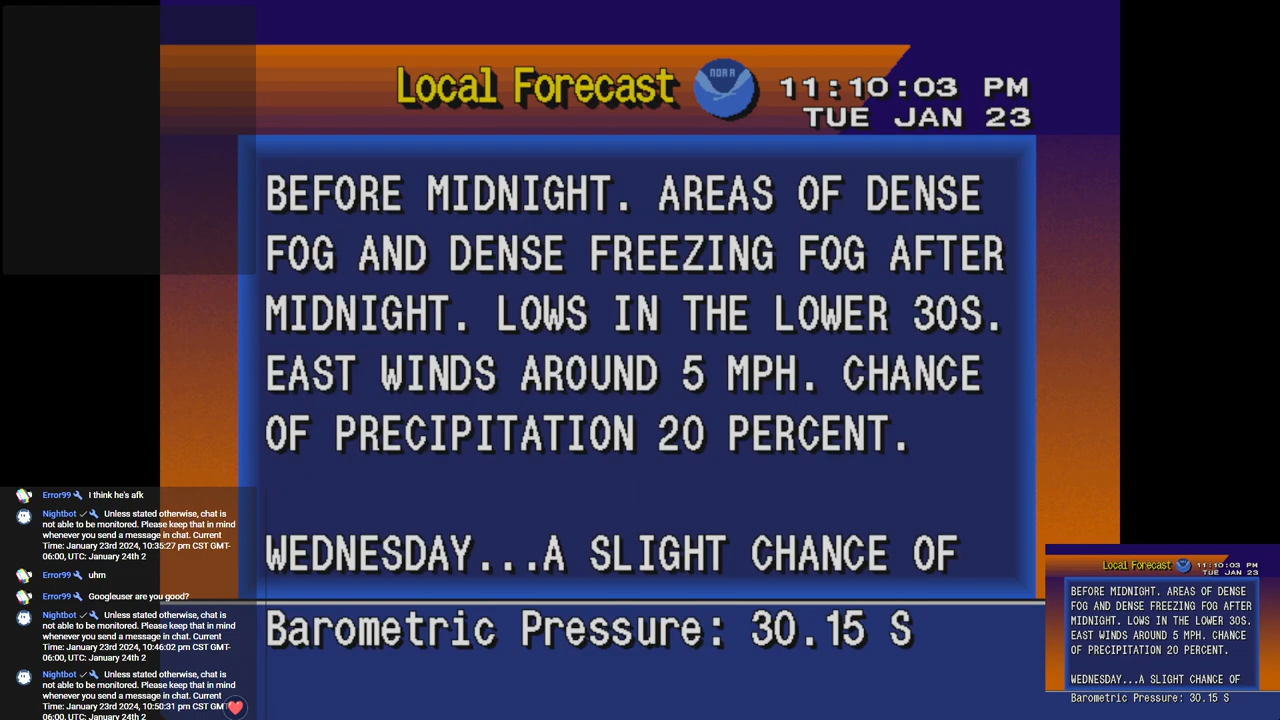 Local Forecast
NOAA
11:10:03 PM
TUE JAN 23
BEFORE MIDNIGHT. AREAS OF DENSE
FOG AND DENSE FREEZING FOG AFTER
MIDNIGHT. LOWS IN THE LOWER 30S.
EAST WINDS AROUND 5 MPH. CHANCE
OF PRECIPITATION 20 PERCENT.
WEDNESDAY...A SLIGHT CHANCE OF
Barometric Pressure: 30.15 S
Error99 I think he's afk
Nightbot Unless stated otherwise, chat is
not able to be monitored. Please keep that in mind
whenever you send a message in chat. Current
Time: January 23rd 2024, 10:35:27 pm CST GMT-
06:00, UTC: January 24th 2
Error99 uhm
Error99 Googleuser are you good?
Nightbot Unless stated otherwise, chat is
not able to be monitored. Please keep that in mind
whenever you send a message in chat. Current
Time: January 23rd 2024, 10:46:02 pm CST GMT-
06:00, UTC: January 24th 2
Nightbot Unless stated otherwise, chat is
not able to be monitored. Please keep that in mind
whenever you send a message in chat. Current
Time: January 23rd 2024, 10:50:31 pm CST GM
06:00, UTC: January 24th 2
Local Forecast
11:10:03 PM
TUE JAN 23
BEFORE MIDNIGHT. AREAS OF DENSE
FOG AND DENSE FREEZING FOG AFTER
MIDNIGHT. LOWS IN THE LOWER 30S.
EAST WINDS AROUND 5 MPH. CHANCE
OF PRECIPITATION 20 PERCENT.
WEDNESDAY...A SLIGHT CHANCE OF
Barometric Pressure: 30.15 S